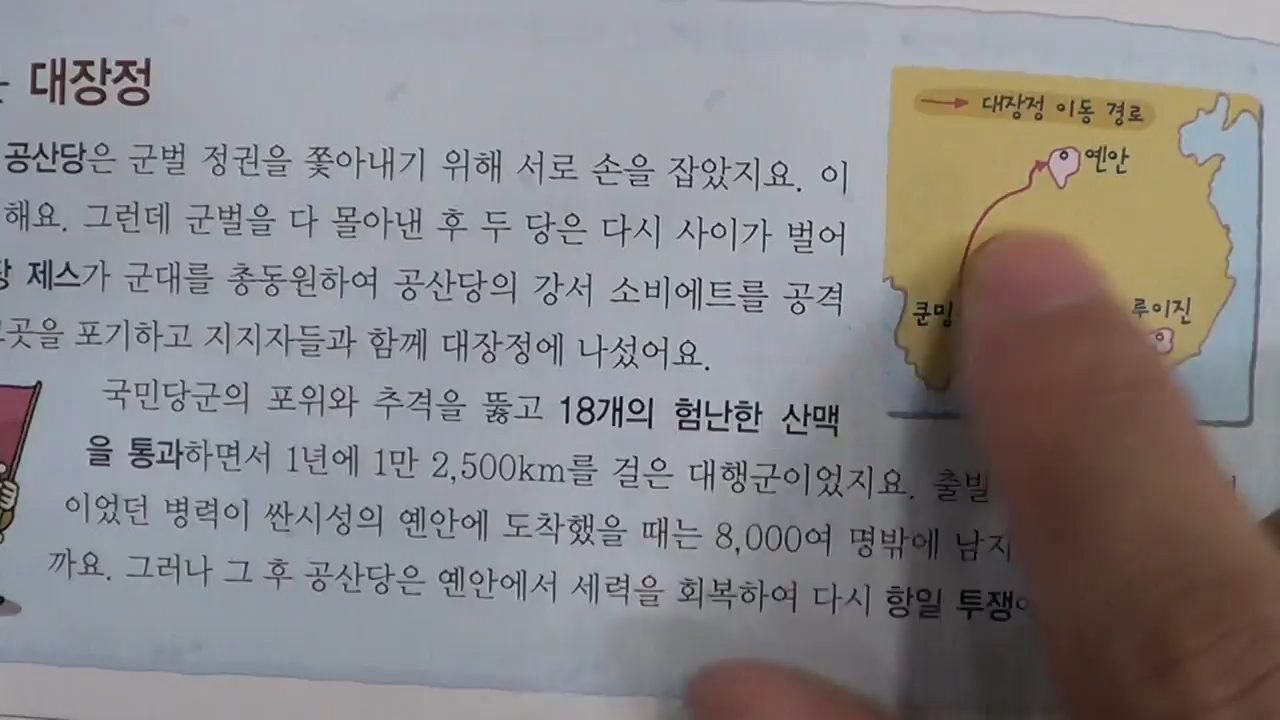 대장정
공산당은 군벌 정권을 쫓아내기 위해 서로 손을 잡았지요. 이
해요. 그런데 군벌을 다 몰아낸 후 두 당은 다시 사이가 벌어
제스가 군대를 총동원하여 공산당의 강서 소비에트를 공격
포기하고 지지자들과 함께 대장정에 나섰어요.
국민당군의 포위와 추격을 뚫고 18개의 험난한 산맥
을 통과하면서 1년에 1만 2,500km를 걸은 대행군이었지요.
이었던 병력이 싼시성의 옌안에 도착했을 때는 8,000여 명밖에
까요. 그러나 그 후 공산당은 옌안에서 세력을 회복하여 다시 항일 투쟁
대장정 이동 경로
옌안
쿤밍
루이진